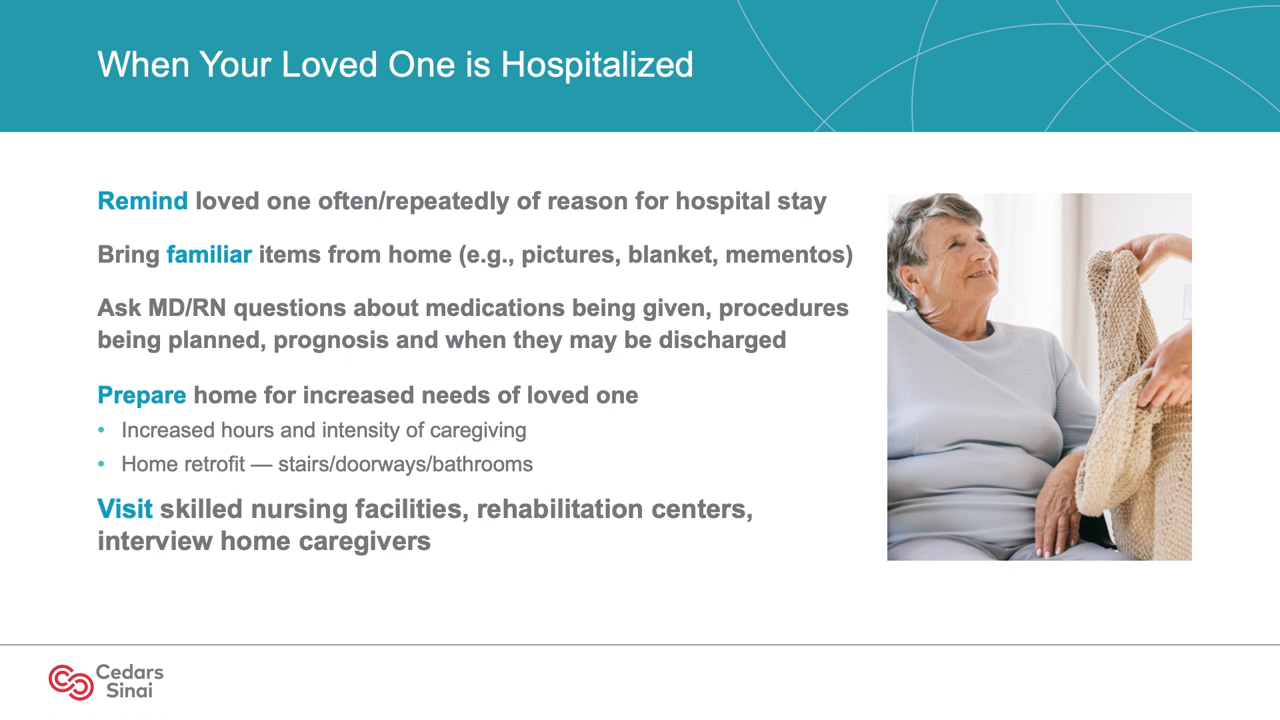 When Your Loved One is Hospitalized
Remind loved one often/repeatedly of reason for hospital stay
Bring familiar items from home (e.g., pictures, blanket, mementos)
Ask MD/RN questions about medications being given, procedures
being planned, prognosis and when they may be discharged
Prepare home for increased needs of loved one
• Increased hours and intensity of caregiving
• Home retrofit — stairs/doorways/bathrooms
Visit skilled nursing facilities, rehabilitation centers,
interview home caregivers
Cedars
Sinai